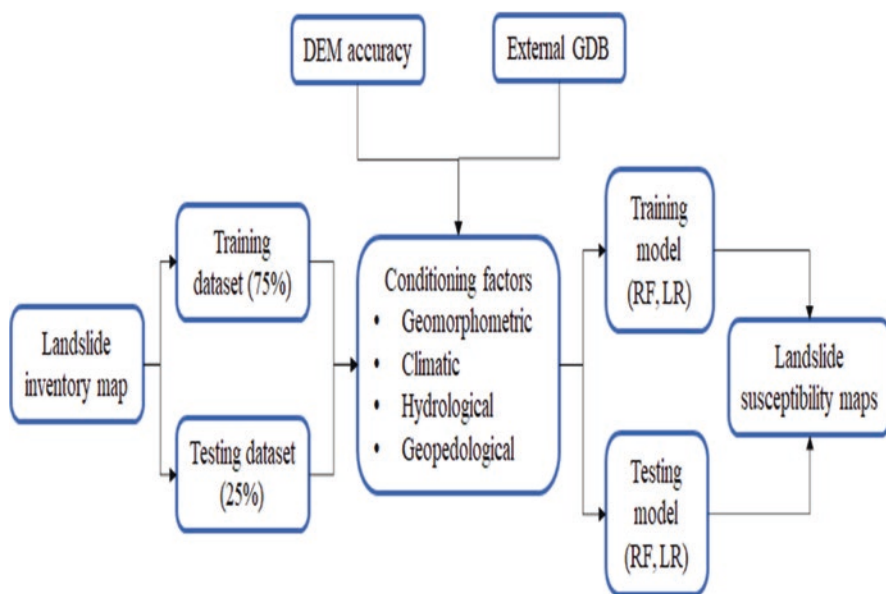 DEM accuracy
External GDB
Landslide
inventory map
Training
dataset (75%)
Testing dataset
(25%)
Conditioning factors
• Geomorphometric
• Climatic
• Hydrological
• Geopedological
Training
model
(RF, LR)
Testing
model
(RF, LR)
Landslide
susceptibility maps